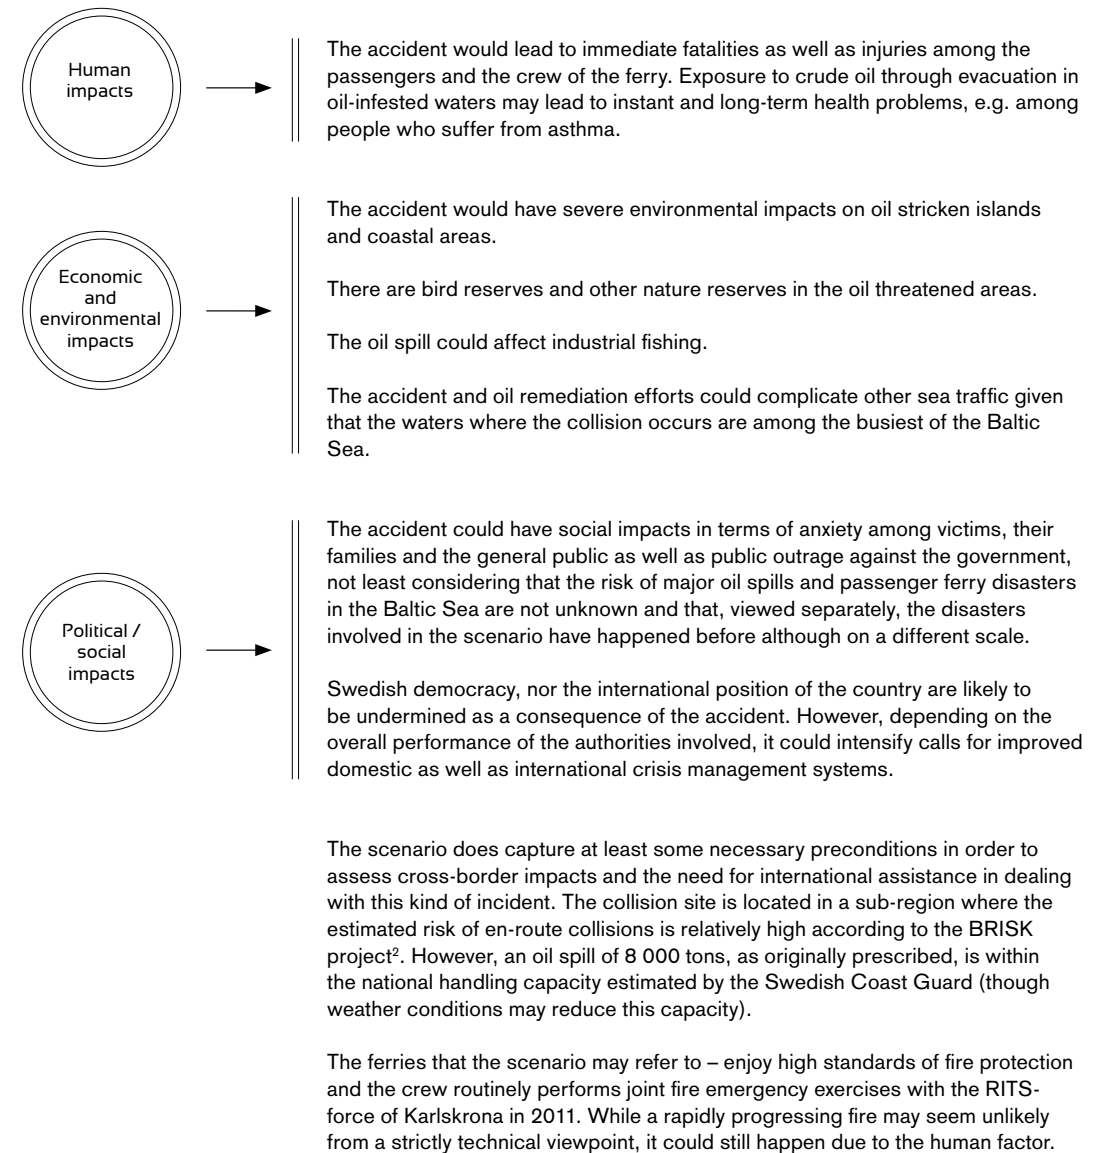 Human
impacts
The accident would lead to immediate fatalities as well as injuries among the
passengers and the crew of the ferry. Exposure to crude oil through evacuation in
oil-infested waters may lead to instant and long-term health problems, e.g. among
people who suffer from asthma.
Economic
and
environmental
impacts
The accident would have severe environmental impacts on oil stricken islands
and coastal areas.
There are bird reserves and other nature reserves in the oil threatened areas.
The oil spill could affect industrial fishing.
The accident and oil remediation efforts could complicate other sea traffic given
that the waters where the collision occurs are among the busiest of the Baltic
Sea.
Political /
social
impacts
The accident could have social impacts in terms of anxiety among victims, their
families and the general public as well as public outrage against the government,
not least considering that the risk of major oil spills and passenger ferry disasters
in the Baltic Sea are not unknown and that, viewed separately, the disasters
involved in the scenario have happened before although on a different scale.
Swedish democracy, nor the international position of the country are likely to
be undermined as a consequence of the accident. However, depending on the
overall performance of the authorities involved, it could intensify calls for improved
domestic as well as international crisis management systems.
The scenario does capture at least some necessary preconditions in order to
assess cross-border impacts and the need for international assistance in dealing
with this kind of incident. The collision site is located in a sub-region where the
estimated risk of en-route collisions is relatively high according to the BRISK
project². However, an oil spill of 8 000 tons, as originally prescribed, is within
the national handling capacity estimated by the Swedish Coast Guard (though
weather conditions may reduce this capacity).
The ferries that the scenario may refer to – enjoy high standards of fire protection
and the crew routinely performs joint fire emergency exercises with the RITS-
force of Karlskrona in 2011. While a rapidly progressing fire may seem unlikely
from a strictly technical viewpoint, it could still happen due to the human factor.